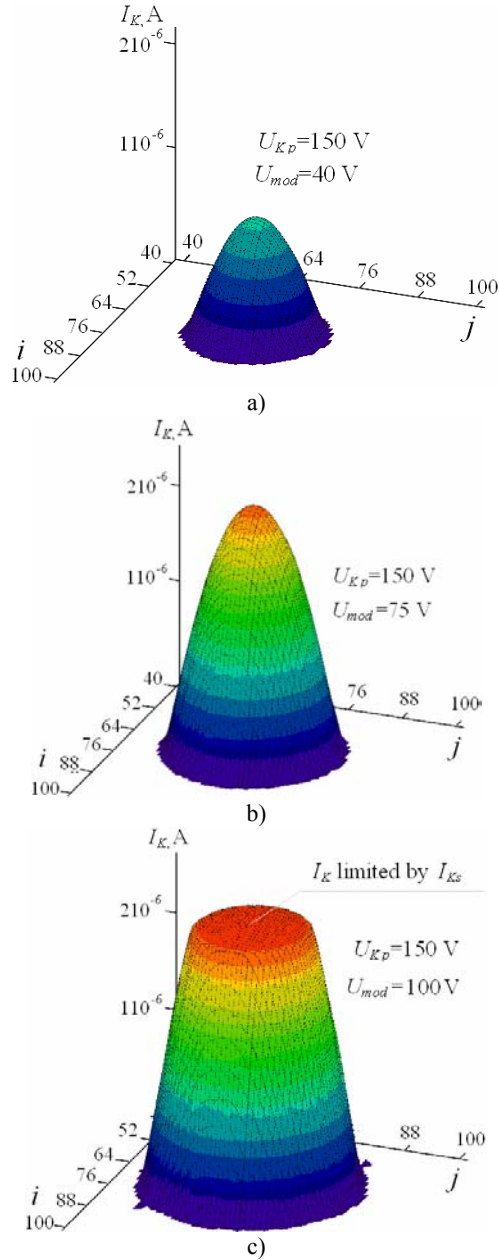 I_K, A
210⁻⁶
110⁻⁶
U_Kp=150 V
U_mod=40 V
40 40
52 64 76 88 100
64
76
88
i 100
j
a)
I_K, A
210⁻⁶
110⁻⁶
U_Kp=150 V
U_mod=75 V
40
52 76 88 100
64
76
i 88
100
j
b)
I_K, A
I_K limited by I_Ks
210⁻⁶
U_Kp=150 V
110⁻⁶
U_mod=100 V
52 88 100
64
76
i 88
100
j
c)